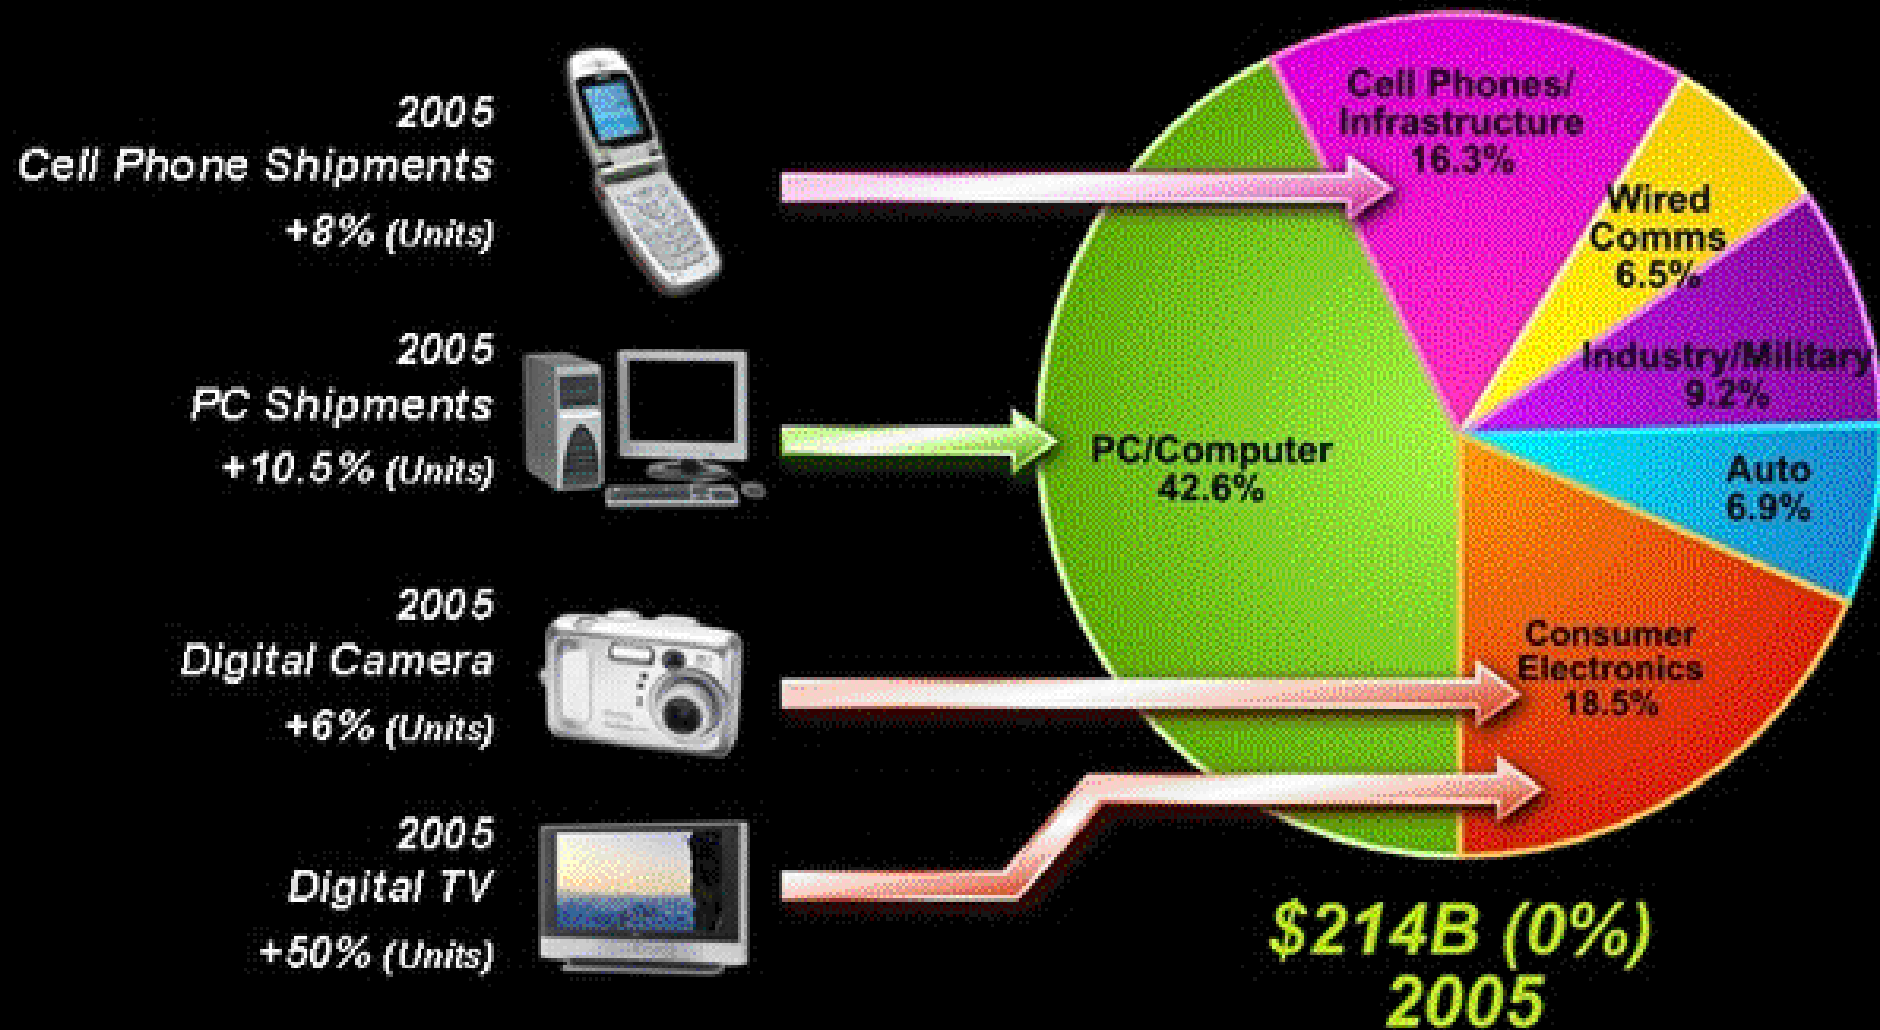 2005
Cell Phone Shipments
+8% (Units)
2005
PC Shipments
+10.5% (Units)
2005
Digital Camera
+6% (Units)
2005
Digital TV
+50% (Units)
Cell Phones/
Infrastructure
16.3%
Wired
Comms
6.5%
Industry/Military
9.2%
PC/Computer
42.6%
Auto
6.9%
Consumer
Electronics
18.5%
$214B (0%)
2005